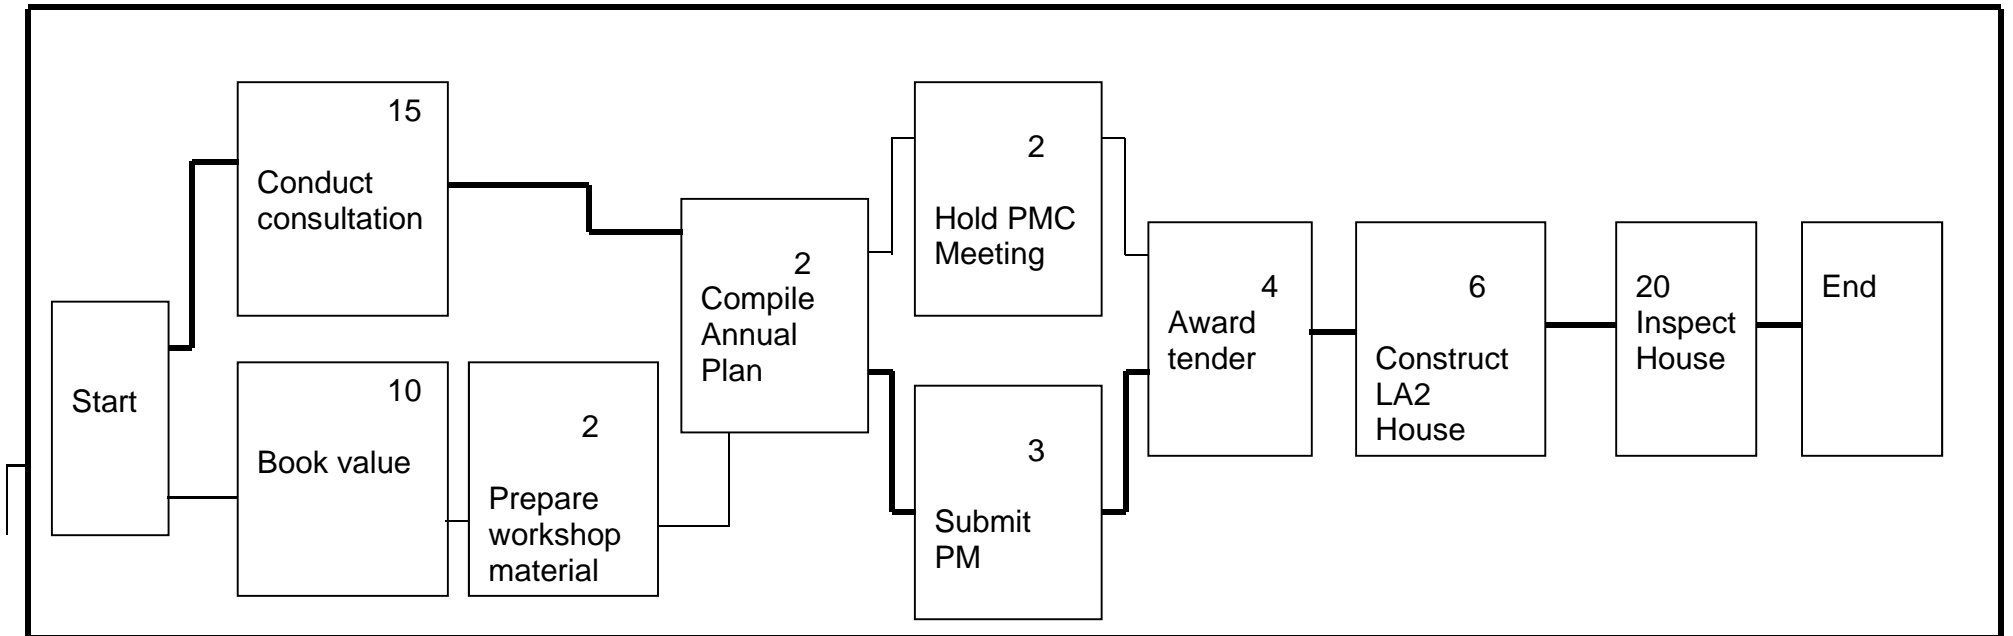 Start
15
Conduct
consultation
10
Book value
2
Prepare
workshop
material
2
Compile
Annual
Plan
2
Hold PMC
Meeting
3
Submit
PM
4
Award
tender
6
Construct
LA2
House
20
Inspect
House
End